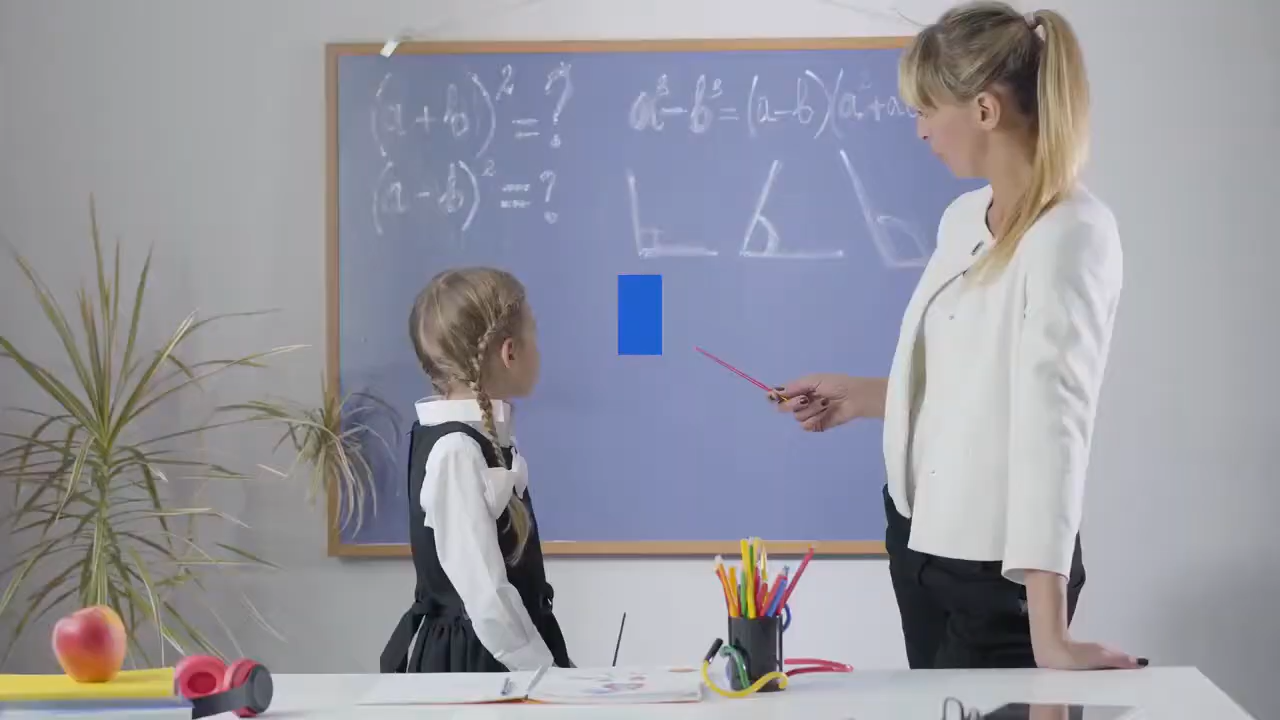 (a+b)² = ?
(a-b)² = ?
a³-b³=(a-b)(a²+a